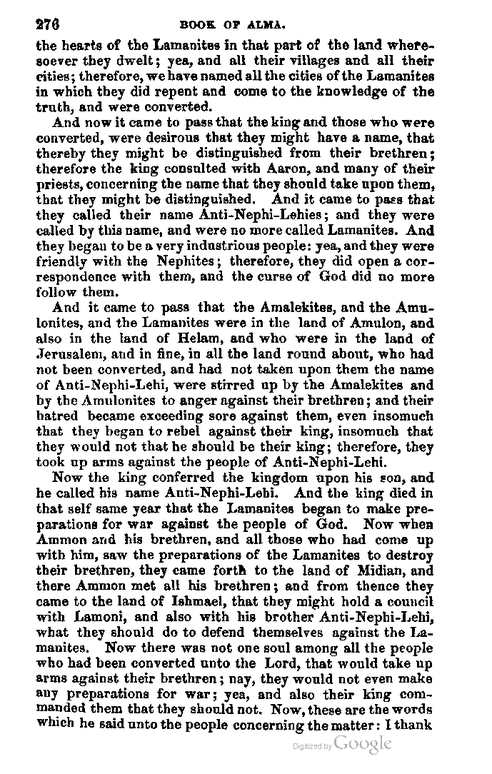 276 BOOK OF ALMA.
the hearts of the Lamanites in that part of the land where-
soever they dwelt; yea, and all their villages and all their
cities; therefore, we have named all the cities of the Lamanites
in which they did repent and come to the knowledge of the
truth, and were converted.
And now it came to pass that the king and those who were
converted, were desirous that they might have a name, that
thereby they might be distinguished from their brethren;
therefore the king consulted with Aaron, and many of their
priests, concerning the name that they should take upon them,
that they might be distinguished. And it came to pass that
they called their name Anti-Nephi-Lehies; and they were
called by this name, and were no more called Lamanites. And
they began to be a very industrious people: yea, and they were
friendly with the Nephites; therefore, they did open a cor-
respondence with them, and the curse of God did no more
follow them.
And it came to pass that the Amalekites, and the Amu-
lonites, and the Lamanites were in the land of Amulon, and
also in the land of Helam, and who were in the land of
Jerusalem, and in fine, in all the land round about, who had
not been converted, and had not taken upon them the name
of Anti-Nephi-Lehi, were stirred up by the Amalekites and
by the Amulonites to anger against their brethren; and their
hatred became exceeding sore against them, even insomuch
that they began to rebel against their king, insomuch that
they would not that he should be their king; therefore, they
took up arms against the people of Anti-Nephi-Lehi.
Now the king conferred the kingdom upon his son, and
he called his name Anti-Nephi-Lehi. And the king died in
that self same year that the Lamanites began to make pre-
parations for war against the people of God. Now when
Ammon and his brethren, and all those who had come up
with him, saw the preparations of the Lamanites to destroy
their brethren, they came forth to the land of Midian, and
there Ammon met all his brethren; and from thence they
came to the land of Ishmael, that they might hold a council
with Lamoni, and also with his brother Anti-Nephi-Lehi,
what they should do to defend themselves against the La-
manites. Now there was not one soul among all the people
who had been converted unto the Lord, that would take up
arms against their brethren; nay, they would not even make
any preparations for war; yea, and also their king com-
manded them that they should not. Now, these are the words
which he said unto the people concerning the matter: I thank
Digitized by Google